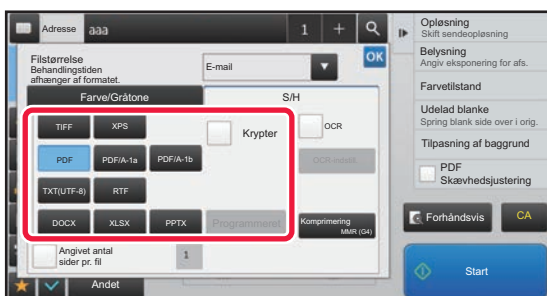 Adresse aaa 1 + 
Filstørrelse
Behandlingstiden
afhænger af formatet.
E-mail
OK
Farve/Gråtone
S/H
TIFF XPS
Krypter
OCR
PDF PDF/A-1a PDF/A-1b
OCR-indstil.
TXT(UTF-8) RTF
DOCX XLSX PPTX
Programmeret
Komprimering
MMR (G4)
Angivet antal
sider pr. fil
1
Andet
Opløsning
Skift sendeopløsning
Belysning
Angiv eksponering for afs.
Farvetilstand
Udelad blanke
Spring blank side over i orig.
Tilpasning af baggrund
PDF
Skævhedsjustering
Forhåndsvis
CA
Start